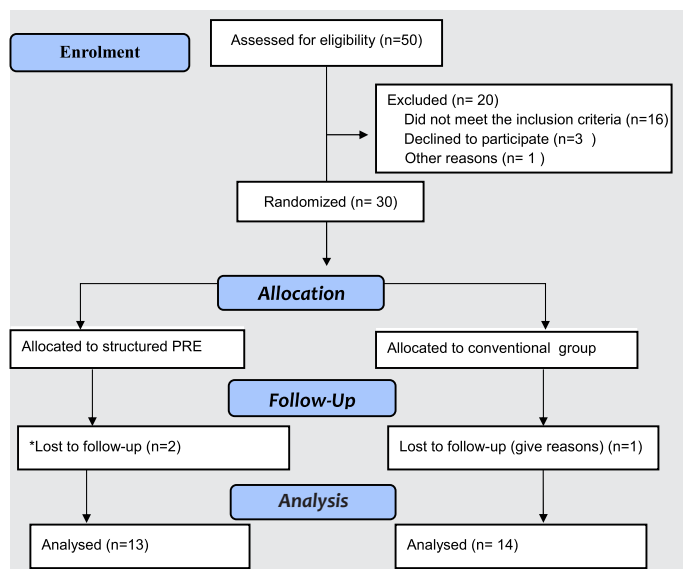 Enrolment
Assessed for eligibility (n=50)
Excluded (n= 20)
Did not meet the inclusion criteria (n=16)
Declined to participate (n=3  )
Other reasons (n= 1 )
Randomized (n= 30)
Allocation
Allocated to structured PRE
Allocated to conventional  group
Follow-Up
*Lost to follow-up (n=2)
Lost to follow-up (give reasons) (n=1)
Analysis
Analysed (n=13)
Analysed (n= 14)